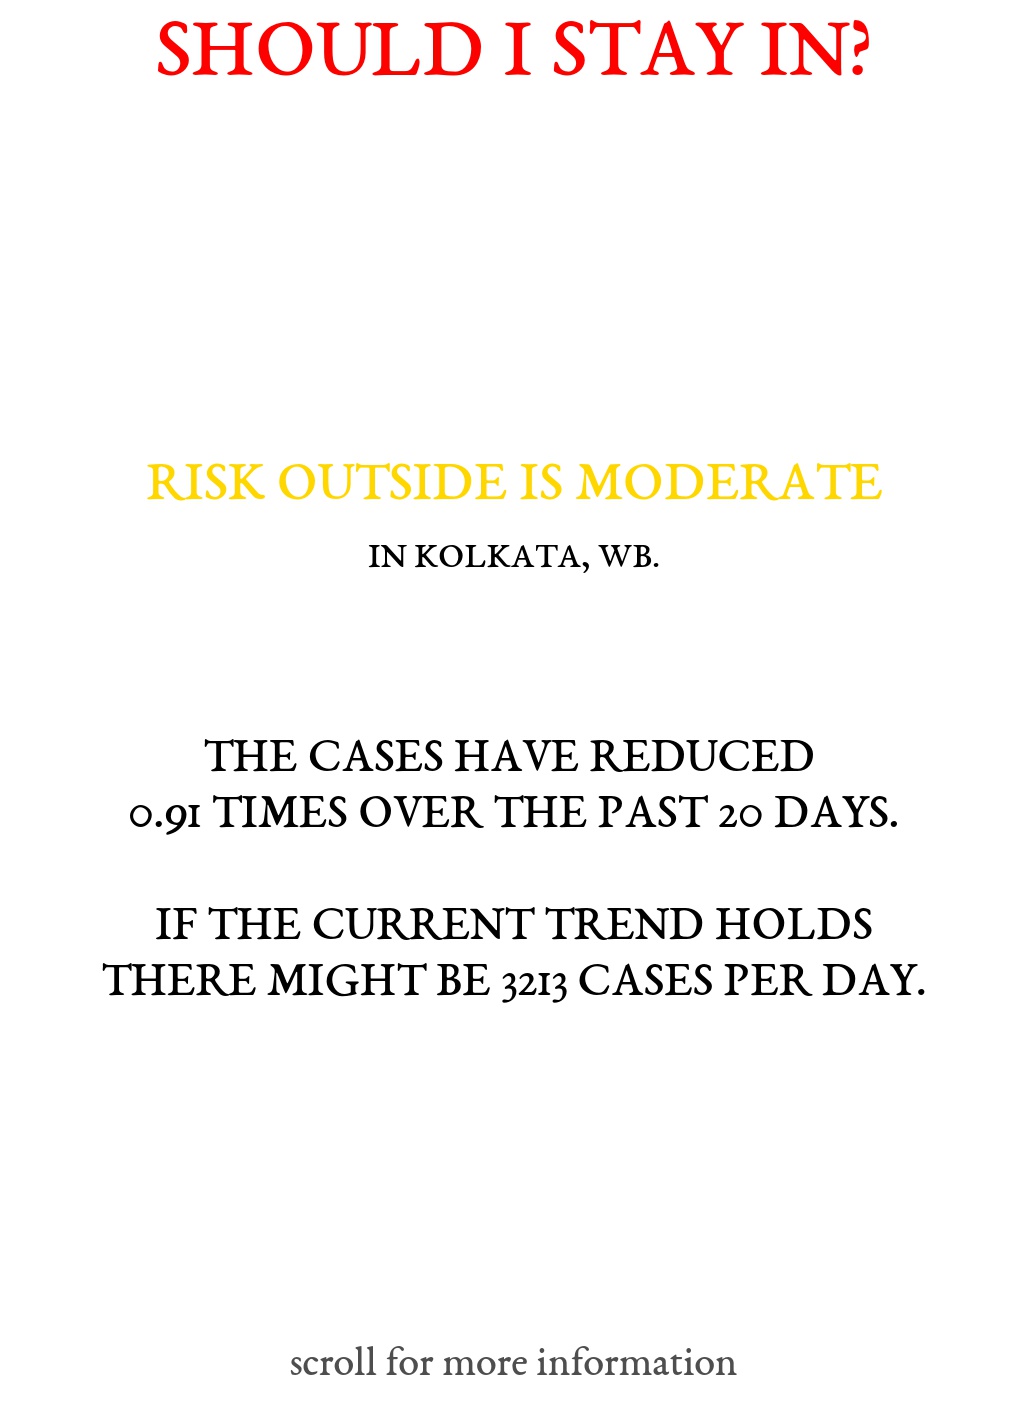 SHOULD I STAY IN?
RISK OUTSIDE IS MODERATE
IN KOLKATA, WB.
THE CASES HAVE REDUCED
0.91 TIMES OVER THE PAST 20 DAYS.
IF THE CURRENT TREND HOLDS
THERE MIGHT BE 3213 CASES PER DAY.
scroll for more information